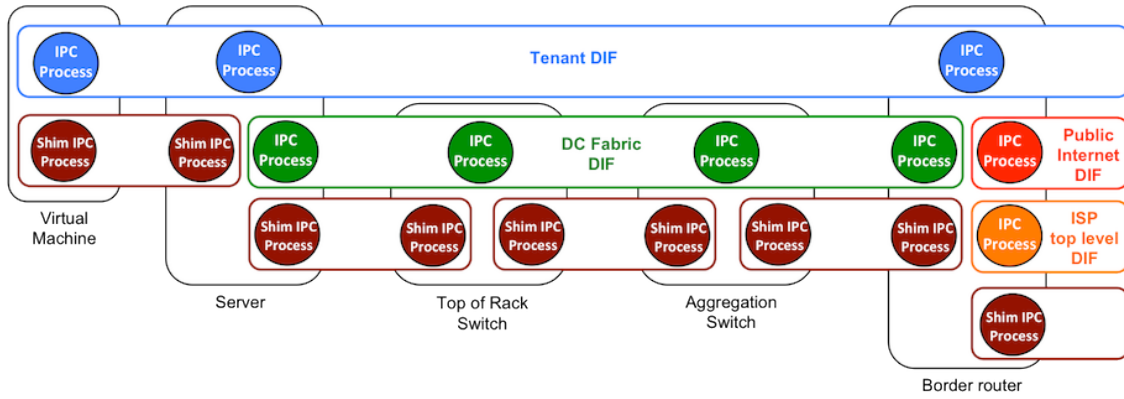 IPC
Process
IPC
Process
Tenant DIF
IPC
Process
Shim IPC
Process
Shim IPC
Process
IPC
Process
IPC
Process
DC Fabric
DIF
IPC
Process
IPC
Process
IPC
Process
Public
Internet
DIF
Virtual
Machine
Shim IPC
Process
Shim IPC
Process
Shim IPC
Process
Shim IPC
Process
Shim IPC
Process
Shim IPC
Process
IPC
Process
ISP
top level
DIF
Server
Top of Rack
Switch
Aggregation
Switch
Shim IPC
Process
Border router